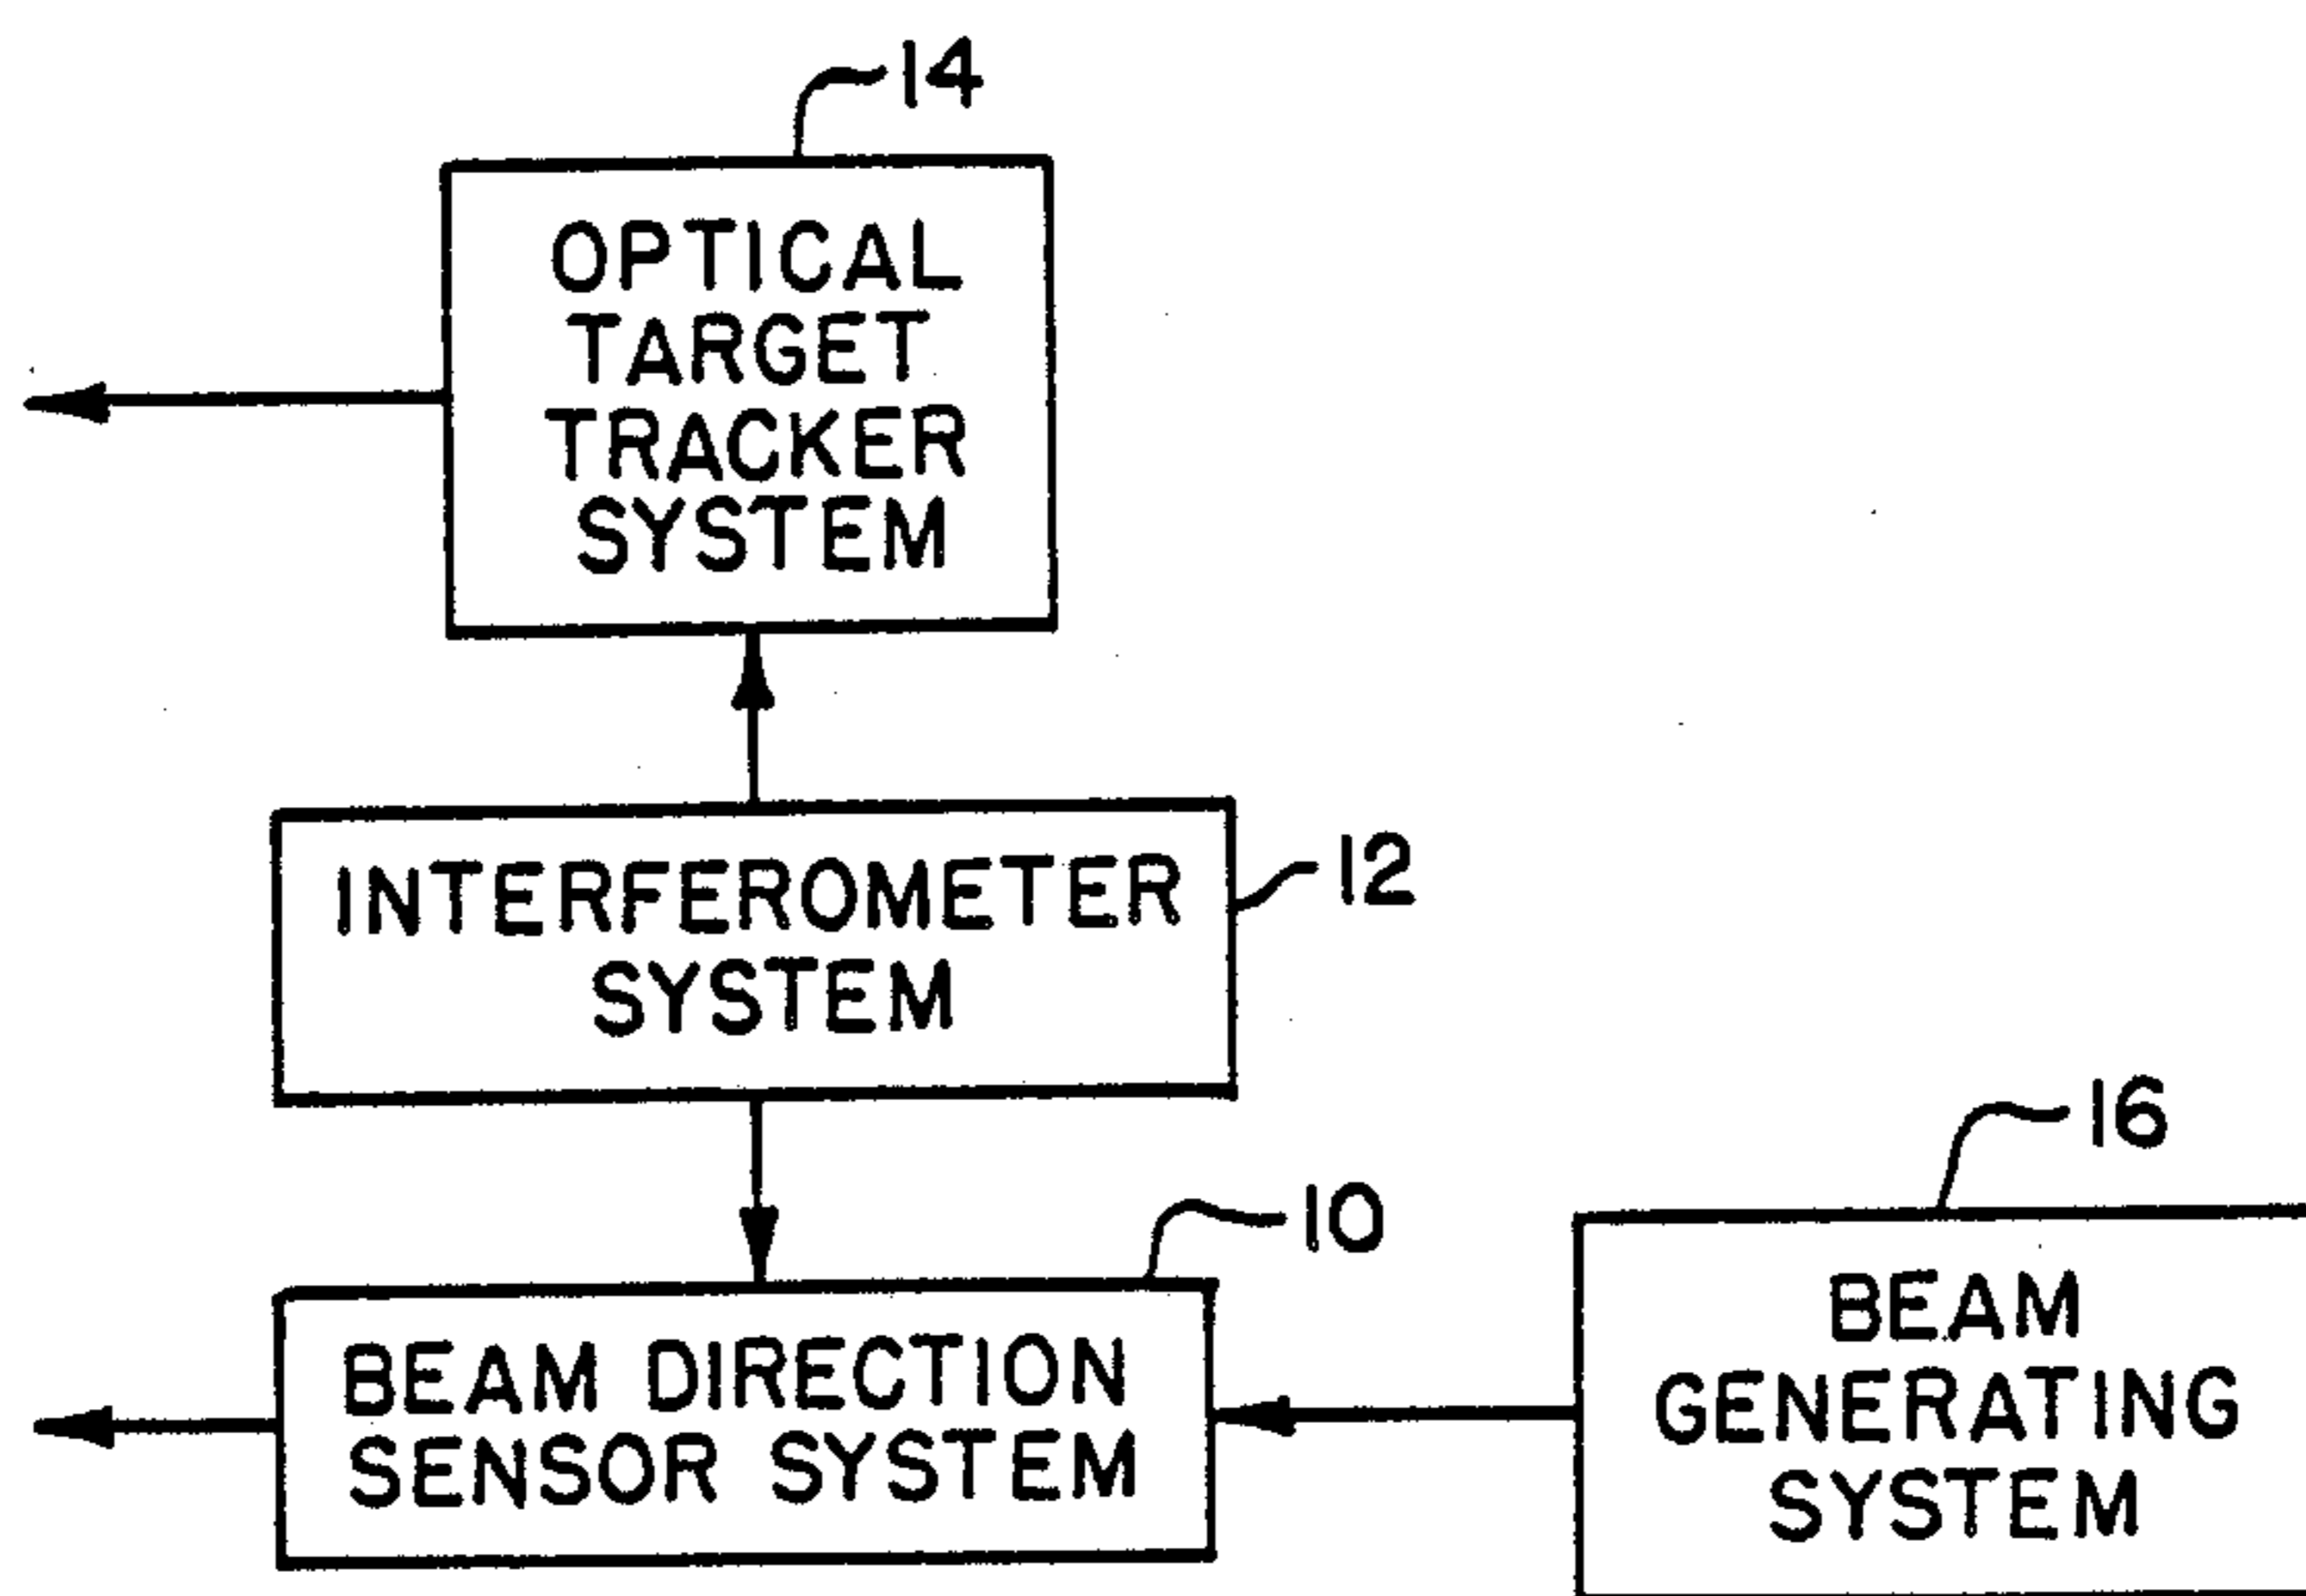 14
OPTICAL
TARGET
TRACKER
SYSTEM
INTERFEROMETER
SYSTEM
12
10
BEAM DIRECTION
SENSOR SYSTEM
16
BEAM
GENERATING
SYSTEM